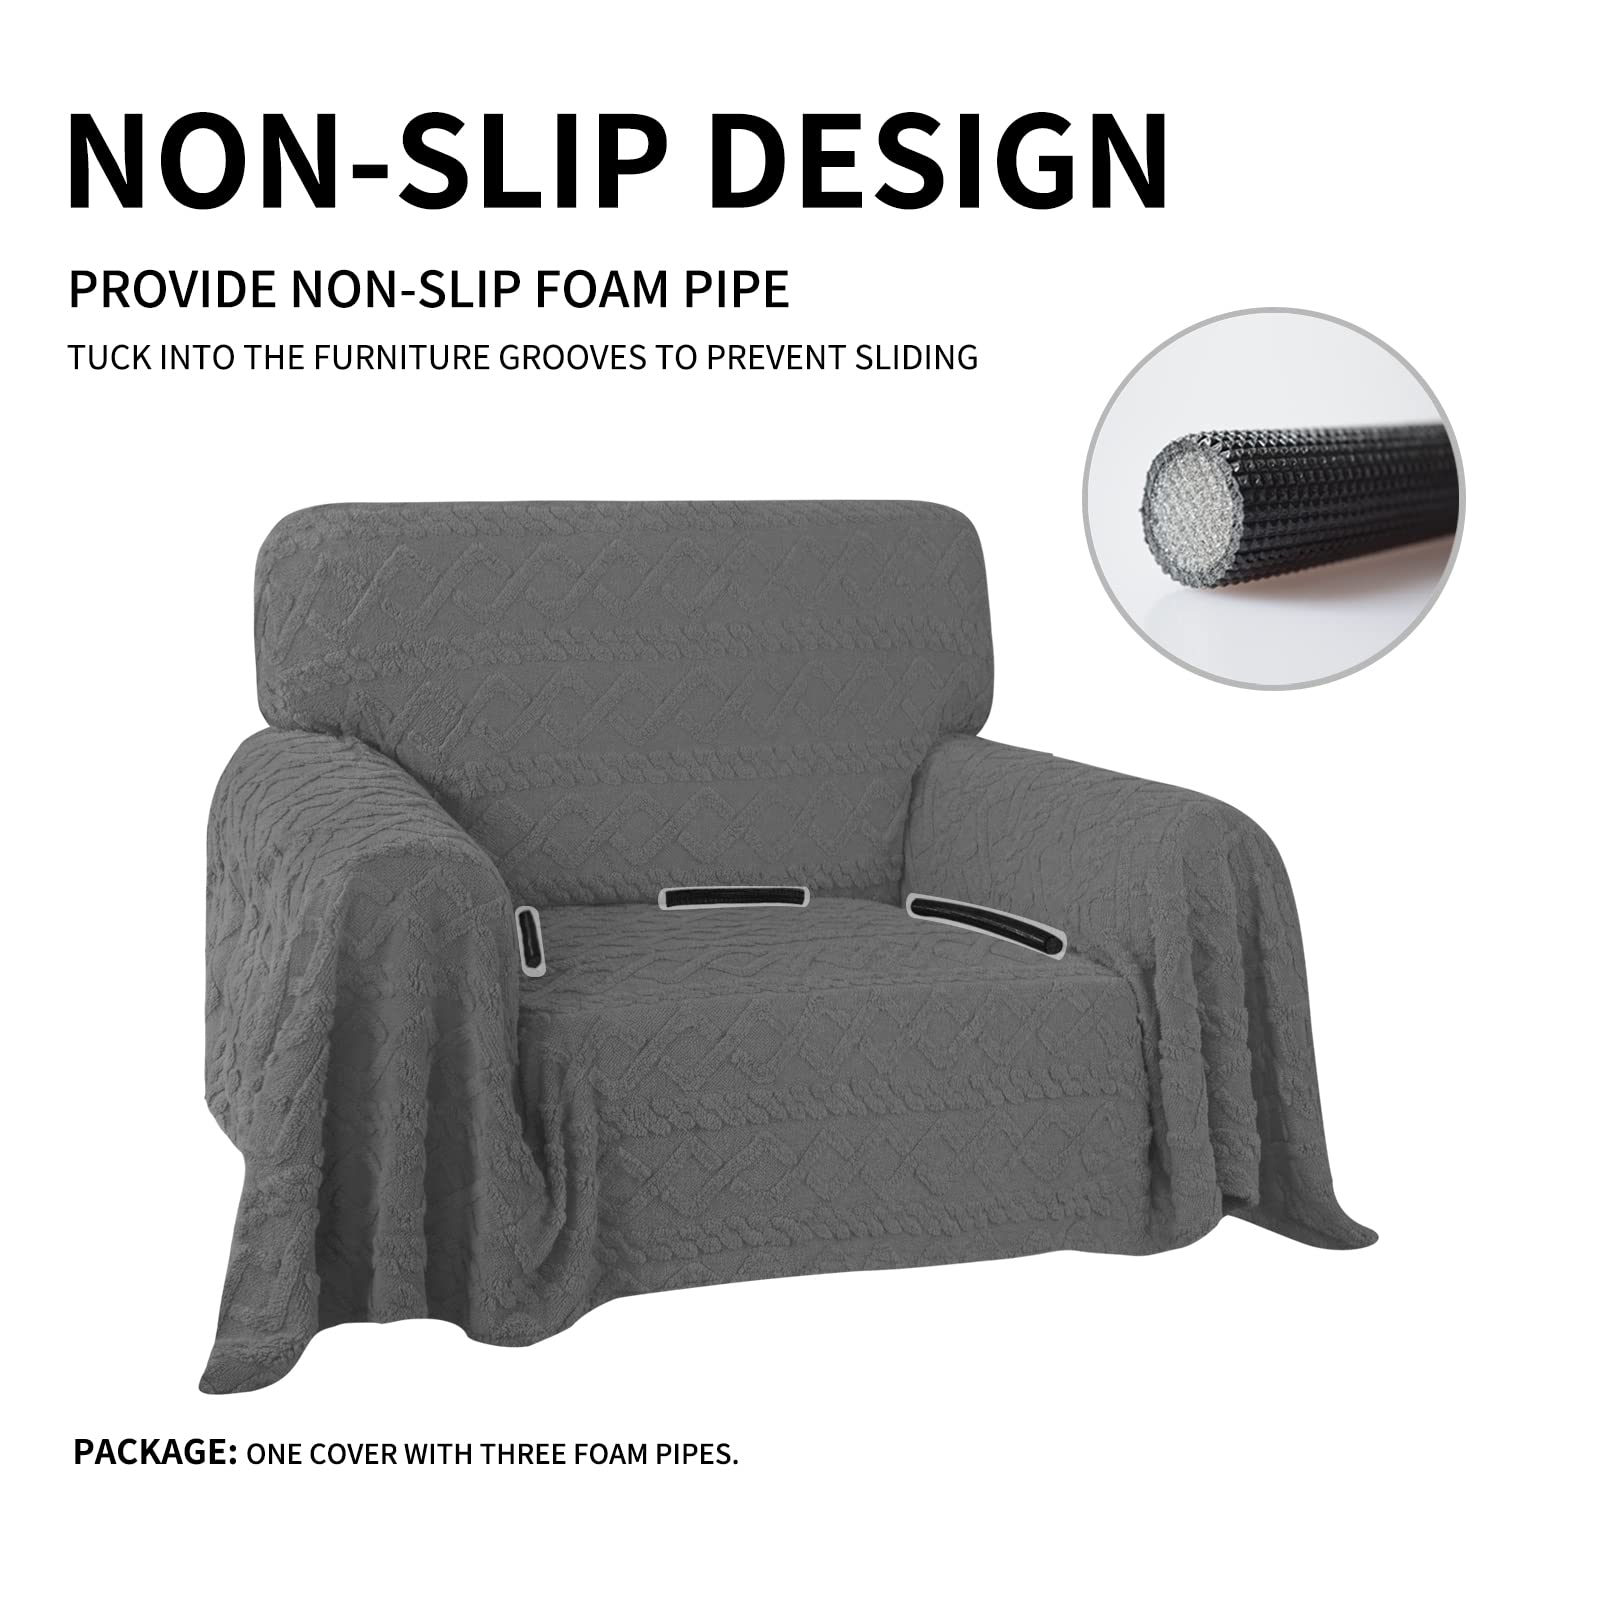 NON-SLIP DESIGN
PROVIDE NON-SLIP FOAM PIPE
TUCK INTO THE FURNITURE GROOVES TO PREVENT SLIDING
PACKAGE: ONE COVER WITH THREE FOAM PIPES.